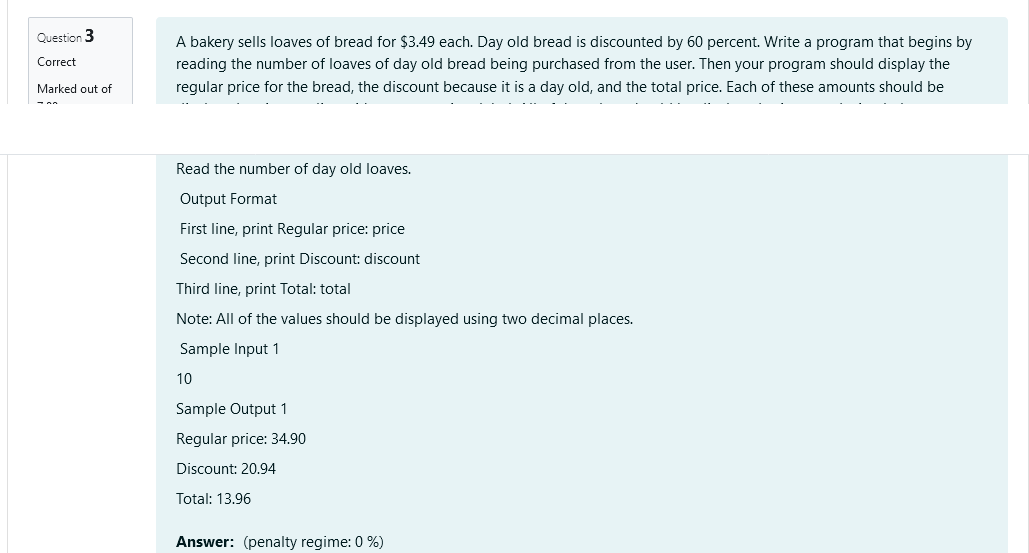 Question 3
Correct
Marked out of
A bakery sells loaves of bread for $3.49 each. Day old bread is discounted by 60 percent. Write a program that begins by
reading the number of loaves of day old bread being purchased from the user. Then your program should display the
regular price for the bread, the discount because it is a day old, and the total price. Each of these amounts should be
Read the number of day old loaves.
Output Format
First line, print Regular price: price
Second line, print Discount: discount
Third line, print Total: total
Note: All of the values should be displayed using two decimal places.
Sample Input 1
10
Sample Output 1
Regular price: 34.90
Discount: 20.94
Total: 13.96
Answer: (penalty regime: 0 %)